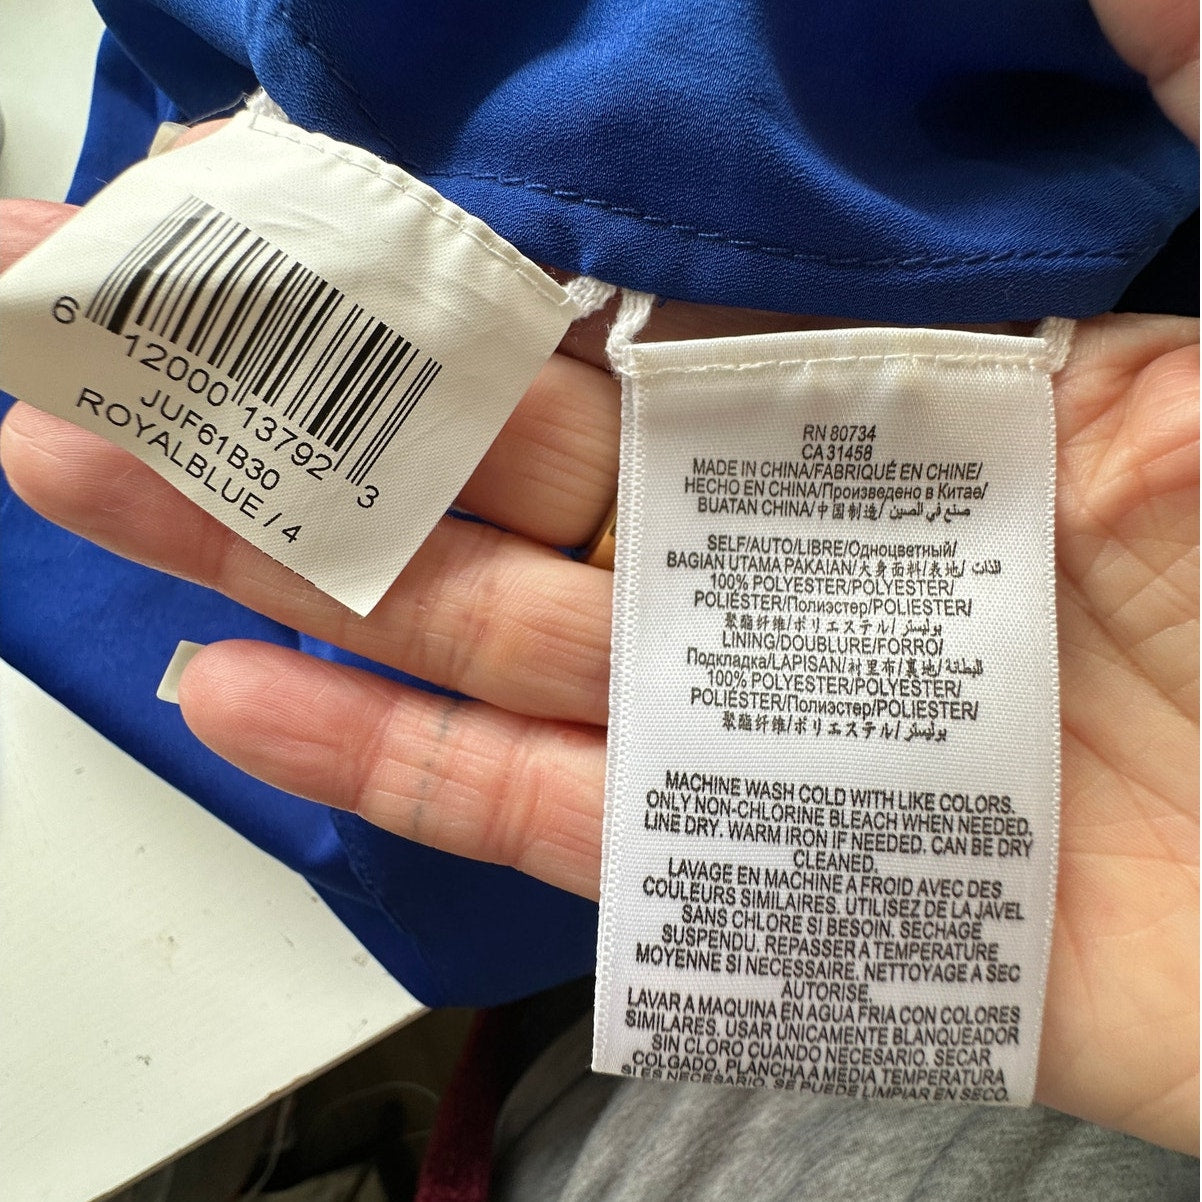 6 12000 13792 3
JUF61B30
ROYALBLUE / 4
RN 80734
CA 31458
MADE IN CHINA/FABRIQUÉ EN CHINE/
HECHO EN CHINA/Произведено в Китае/
BUATAN CHINA/中国制造/ صنع في الصين
SELF/AUTO/LIBRE/Одноцветный/
BAGIAN UTAMA PAKAIAN/大身面料/表地/ الذات
100% POLYESTER/POLYESTER/
POLIÉSTER/Полиэстер/POLIESTER/
聚酯纤维/ポリエステル/ بوليستر
LINING/DOUBLURE/FORRO/
Подкладка/LAPISAN/衬里布/裏地/ البطانة
100% POLYESTER/POLYESTER/
POLIÉSTER/Полиэстер/POLIESTER/
聚酯纤维/ポリエステル/ بوليستر
MACHINE WASH COLD WITH LIKE COLORS.
ONLY NON-CHLORINE BLEACH WHEN NEEDED.
LINE DRY. WARM IRON IF NEEDED. CAN BE DRY
CLEANED.
LAVAGE EN MACHINE A FROID AVEC DES
COULEURS SIMILAIRES. UTILISEZ DE LA JAVEL
SANS CHLORE SI BESOIN. SECHAGE
SUSPENDU. REPASSER A TEMPERATURE
MOYENNE SI NECESSAIRE. NETTOYAGE A SEC
AUTORISE.
LAVAR A MAQUINA EN AGUA FRIA CON COLORES
SIMILARES. USAR ÚNICAMENTE BLANQUEADOR
SIN CLORO CUANDO NECESARIO. SECAR
COLGADO. PLANCHA A MEDIA TEMPERATURA
SI ES NECESARIO. SE PUEDE LIMPIAR EN SECO.